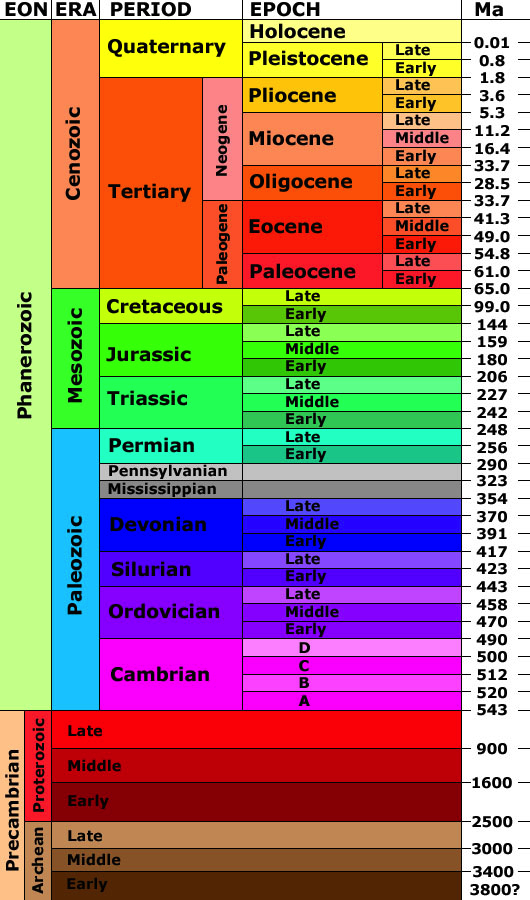 EON ERA PERIOD EPOCH Ma
Phanerozoic
Cenozoic
Quaternary
Holocene
0.01
Pleistocene
Late
0.8
Early
1.8
Tertiary
Neogene
Pliocene
Late
3.6
Early
5.3
Miocene
Late
11.2
Middle
16.4
Early
33.7
Oligocene
Late
28.5
Early
33.7
Paleogene
Eocene
Late
41.3
Middle
49.0
Early
54.8
Paleocene
Late
61.0
Early
65.0
Mesozoic
Cretaceous
Late
99.0
Early
144
Jurassic
Late
159
Middle
180
Early
206
Triassic
Late
227
Middle
242
Early
248
Paleozoic
Permian
Late
256
Early
290
Pennsylvanian
323
Mississippian
354
Devonian
Late
370
Middle
391
Early
417
Silurian
Late
423
Early
443
Ordovician
Late
458
Middle
470
Early
490
Cambrian
D
500
C
512
B
520
A
543
Precambrian
Proterozoic
Late
900
Middle
1600
Early
2500
Archean
Late
3000
Middle
3400
Early
3800?